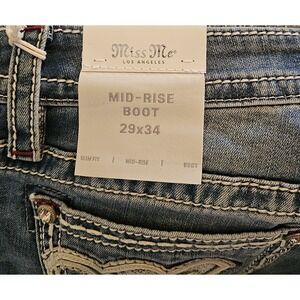 Miss Me
LOS ANGELES
MID-RISE
BOOT
29x34
SLIM FIT | MID-RISE | BOOT